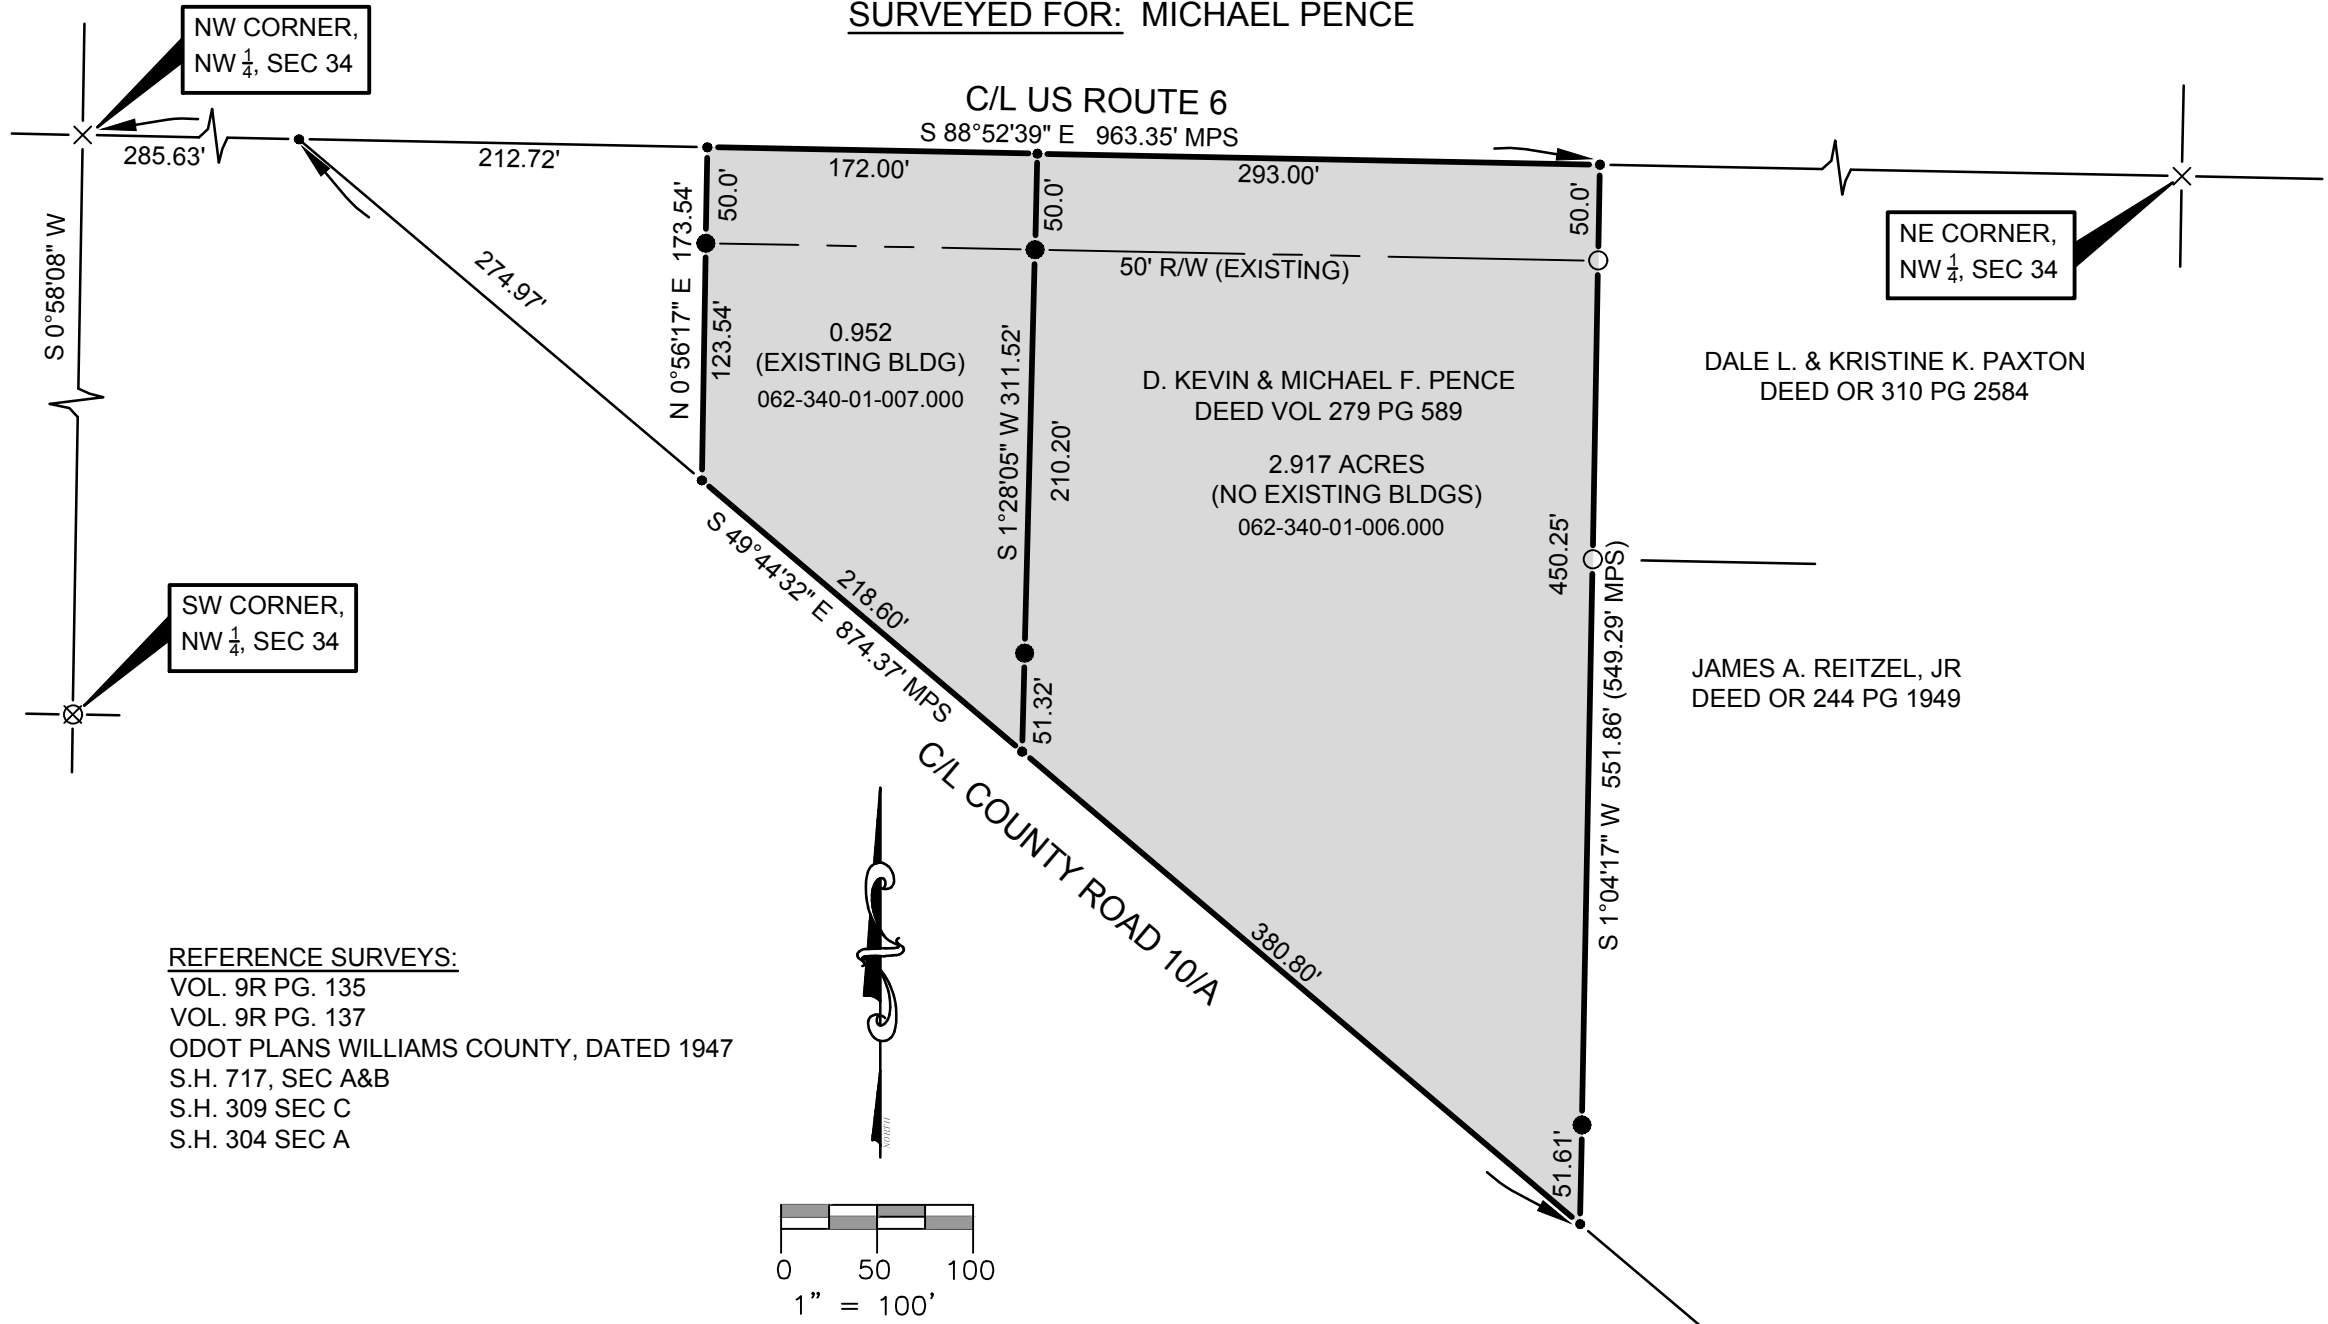 SURVEYED FOR: MICHAEL PENCE
NW CORNER,
NW 1/4, SEC 34
C/L US ROUTE 6
S 88°52'39" E 963.35' MPS
285.63'
212.72'
172.00'
293.00'
50.0'
50.0'
50.0'
NE CORNER,
NW 1/4, SEC 34
S 0°58'08" W
274.97'
N 0°56'17" E 173.54'
123.54'
50' R/W (EXISTING)
0.952
(EXISTING BLDG)
062-340-01-007.000
S 1°28'05" W 311.52'
210.20'
D. KEVIN & MICHAEL F. PENCE
DEED VOL 279 PG 589
2.917 ACRES
(NO EXISTING BLDGS)
062-340-01-006.000
DALE L. & KRISTINE K. PAXTON
DEED OR 310 PG 2584
450.25'
S 1°04'17" W 551.86' (549.29' MPS)
SW CORNER,
NW 1/4, SEC 34
S 49°44'32" E 874.37' MPS
218.60'
51.32'
JAMES A. REITZEL, JR
DEED OR 244 PG 1949
C/L COUNTY ROAD 10/A
380.80'
51.61'
REFERENCE SURVEYS:
VOL. 9R PG. 135
VOL. 9R PG. 137
ODOT PLANS WILLIAMS COUNTY, DATED 1947
S.H. 717, SEC A&B
S.H. 309 SEC C
S.H. 304 SEC A
NORTH
0 50 100
1" = 100'